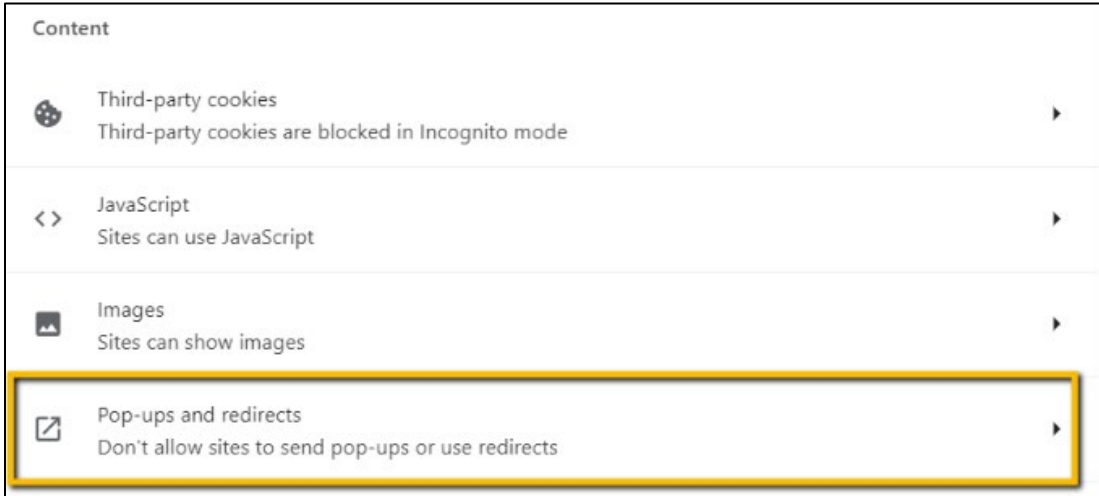 Content
Third-party cookies
Third-party cookies are blocked in Incognito mode
JavaScript
Sites can use JavaScript
Images
Sites can show images
Pop-ups and redirects
Don't allow sites to send pop-ups or use redirects